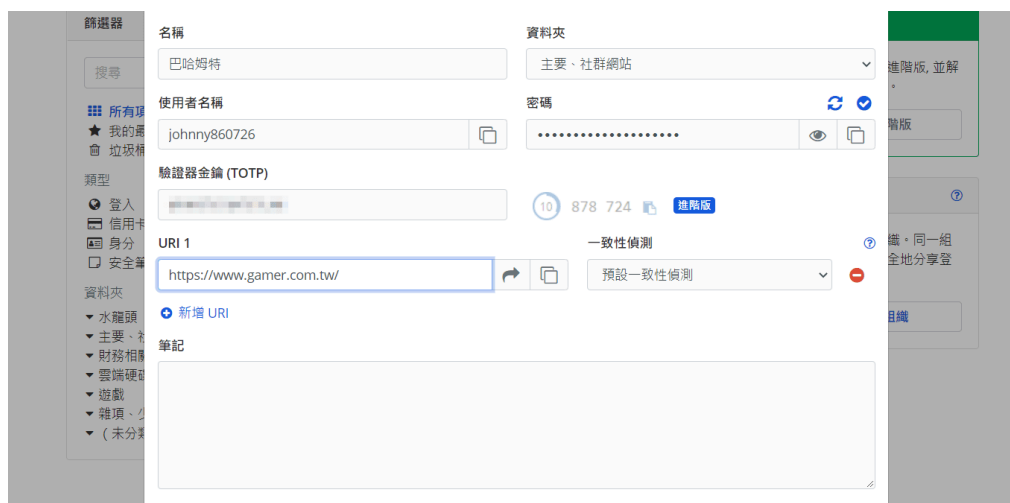 篩選器
搜尋
所有項
我的最
垃圾桶
類型
登入
信用卡
身分
安全筆
資料夾
水龍頭
主要、社
財務相關
雲端硬碟
遊戲
雜項、少
（未分類
名稱
巴哈姆特
資料夾
主要、社群網站
使用者名稱
johnny860726
密碼
••••••••••••••••••••
驗證器金鑰 (TOTP)
10 878 724 進階版
URI 1
https://www.gamer.com.tw/
一致性偵測
預設一致性偵測
新增 URI
筆記
進階版, 並解
。
階版
織。同一組
全地分享登
組織